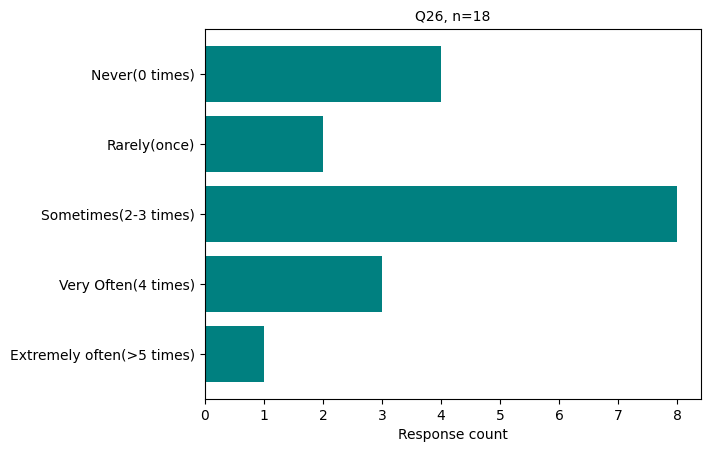 Q26, n=18
Never(0 times)
Rarely(once)
Sometimes(2-3 times)
Very Often(4 times)
Extremely often(>5 times)
0 1 2 3 4 5 6 7 8
Response count